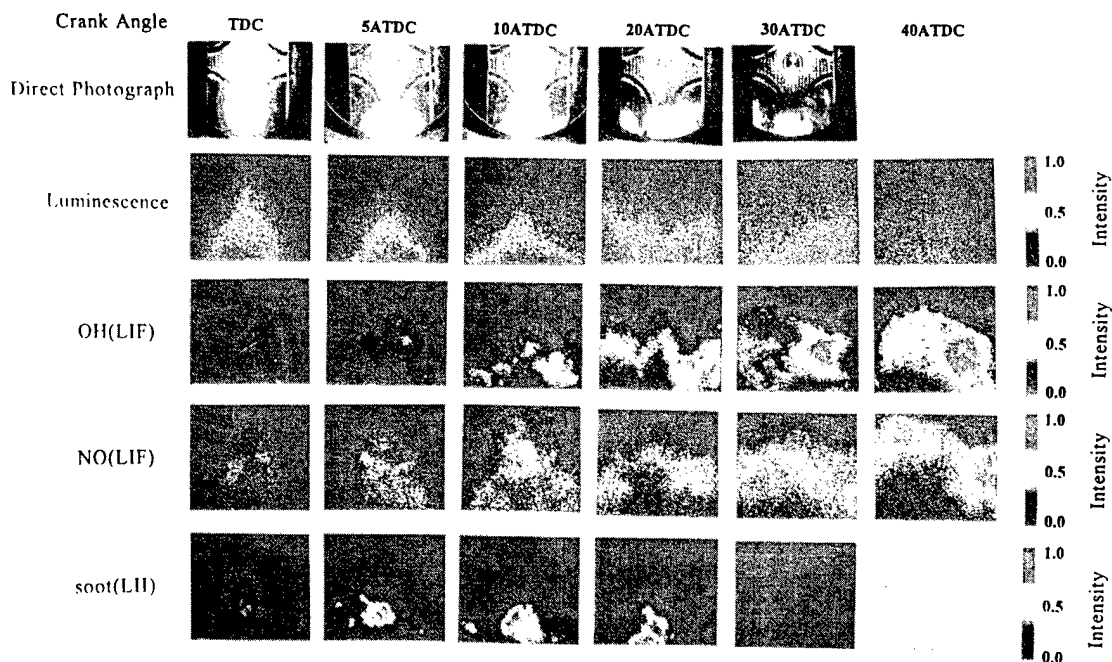 Crank Angle TDC 5ATDC 10ATDC 20ATDC 30ATDC 40ATDC
Direct Photograph
Luminescence
1.0
0.5
0.0
Intensity
OH(LIF)
1.0
0.5
0.0
Intensity
NO(LIF)
1.0
0.5
0.0
Intensity
soot(LII)
1.0
0.5
0.0
Intensity